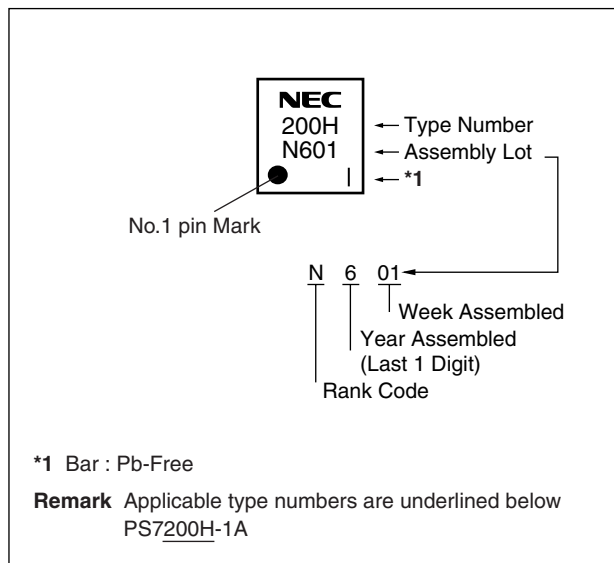 NEC
200H
N601
|
Type Number
Assembly Lot
*1
No.1 pin Mark
N 6 01
Week Assembled
Year Assembled
(Last 1 Digit)
Rank Code
*1 Bar : Pb-Free
Remark Applicable type numbers are underlined below
PS7200H-1A